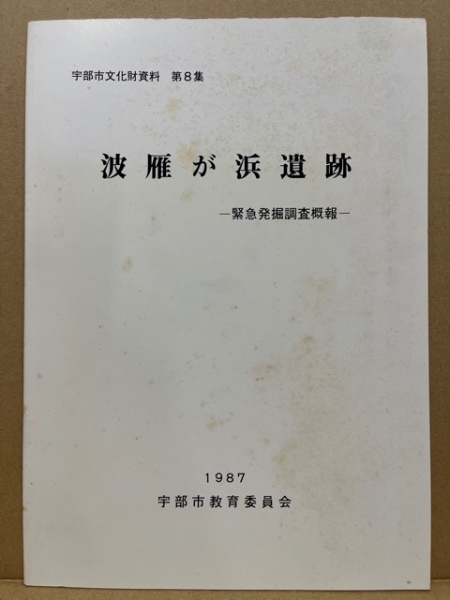 宇部市文化財資料 第8集
波雁が浜遺跡
―緊急発掘調査概報―
1987
宇部市教育委員会